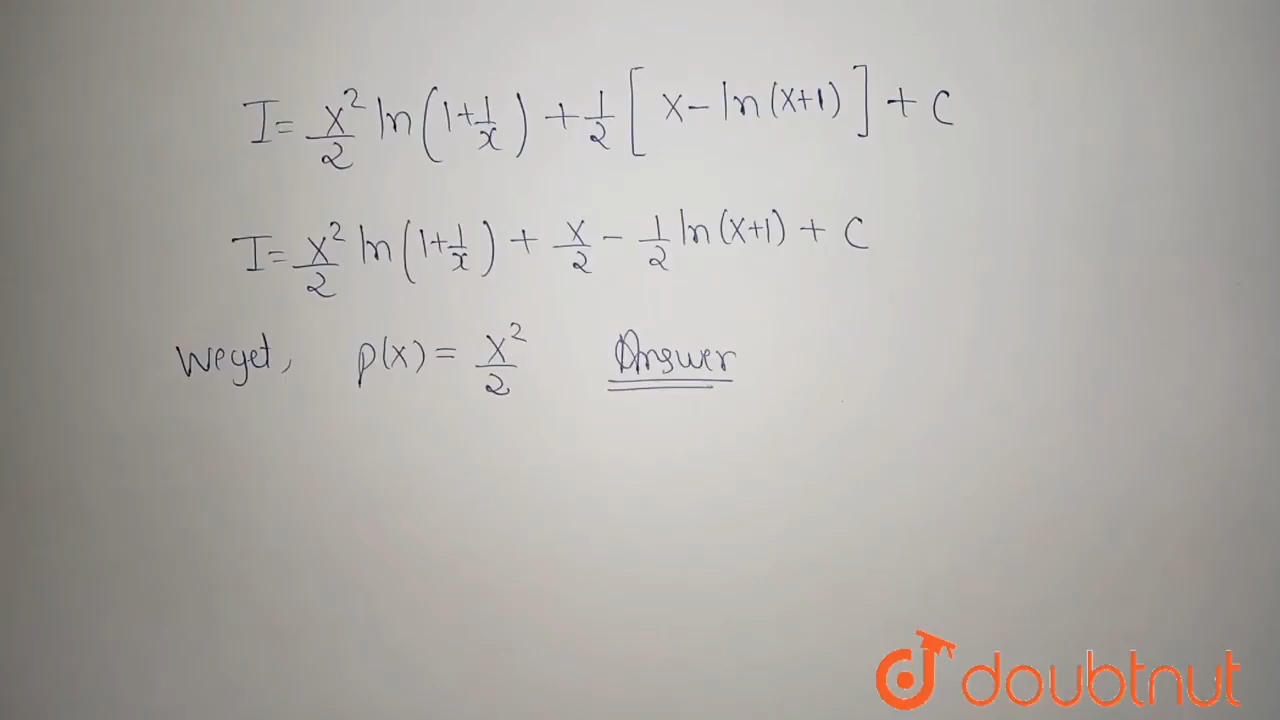 I = x²/2 ln(1+1/x) + 1/2 [x - ln(x+1)] + C
I = x²/2 ln(1+1/x) + x/2 - 1/2 ln(x+1) + C
We get, p(x) = x²/2 Answer
doubtnut